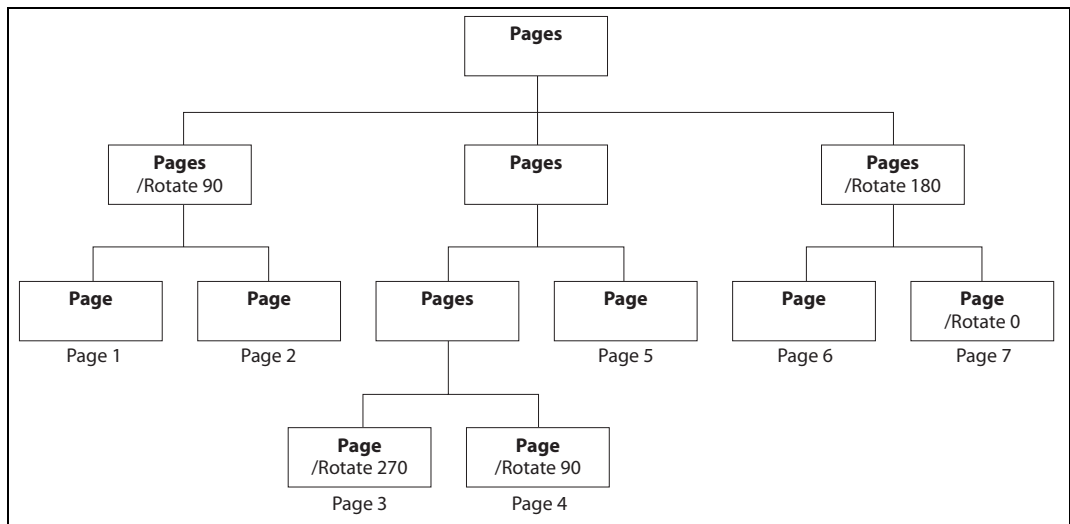 Pages
Pages
/Rotate 90
Pages
Pages
/Rotate 180
Page
Page 1
Page
Page 2
Pages
Page
Page 5
Page
Page 6
Page
/Rotate 0
Page 7
Page
/Rotate 270
Page 3
Page
/Rotate 90
Page 4